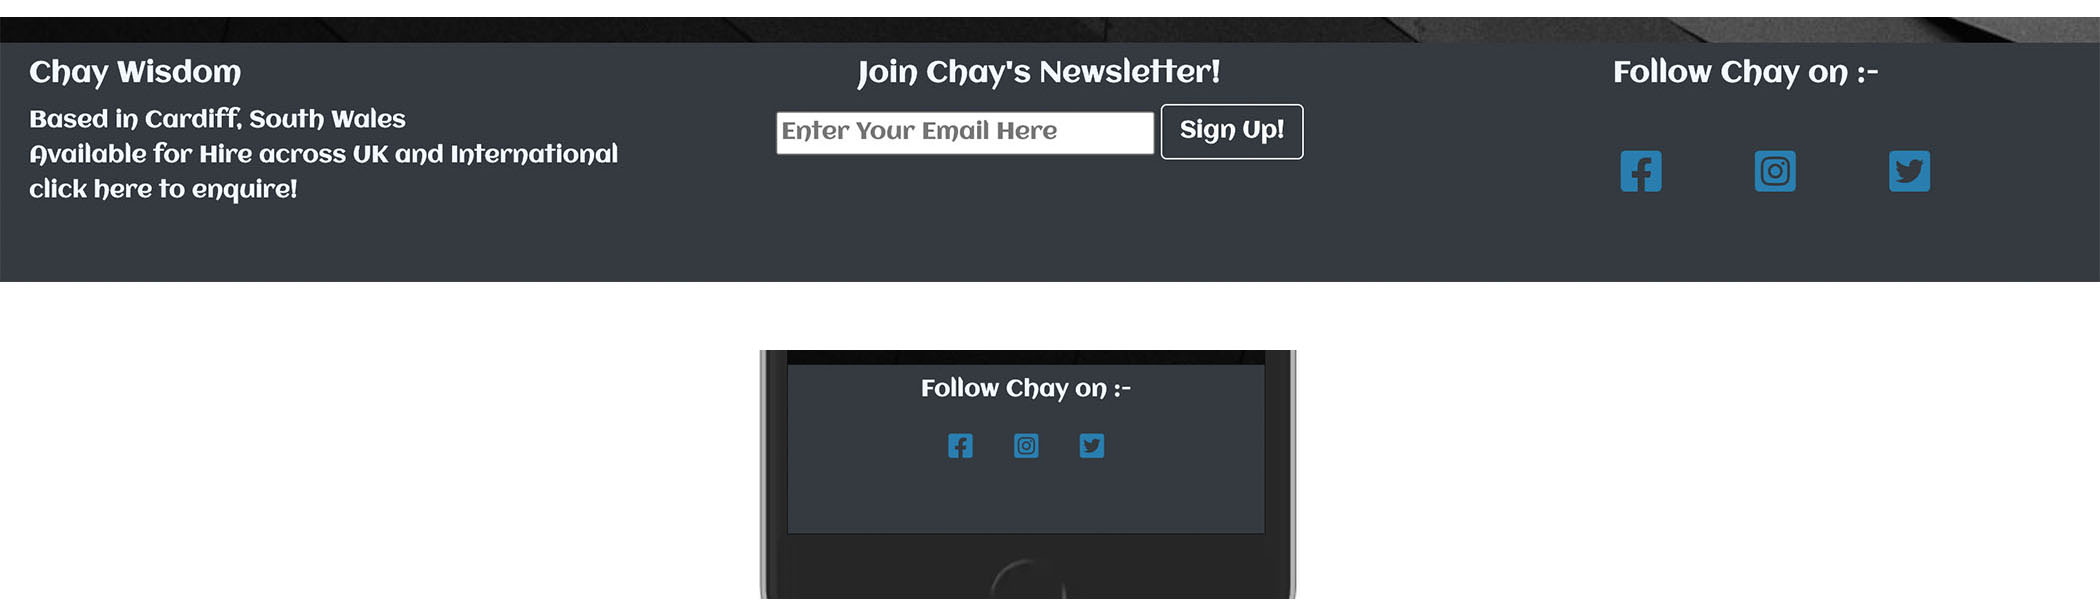 Chay Wisdom
Based in Cardiff, South Wales
Available for Hire across UK and International
click here to enquire!
Join Chay's Newsletter!
Enter Your Email Here
Sign Up!
Follow Chay on :-
Follow Chay on :-